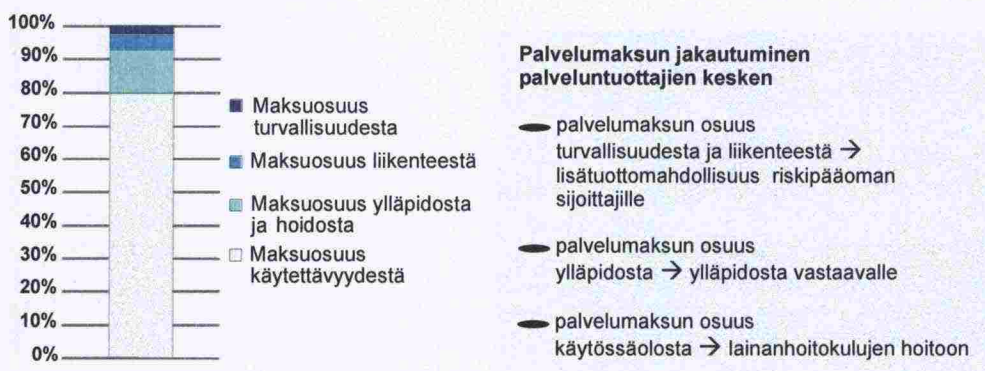 100%
90%
80%
70%
60%
50%
40%
30%
20%
10%
0%
Maksuosuus
turvallisuudesta
Maksuosuus liikenteestä
Maksuosuus ylläpidosta
ja hoidosta
Maksuosuus
käytettävyydestä
Palvelumaksun jakautuminen
palveluntuottajien kesken
palvelumaksun osuus
turvallisuudesta ja liikenteestä →
lisätuottomahdollisuus riskipääoman
sijoittajille
palvelumaksun osuus
ylläpidosta → ylläpidosta vastaavalle
palvelumaksun osuus
käytössäolosta → lainanhoitokulujen hoitoon